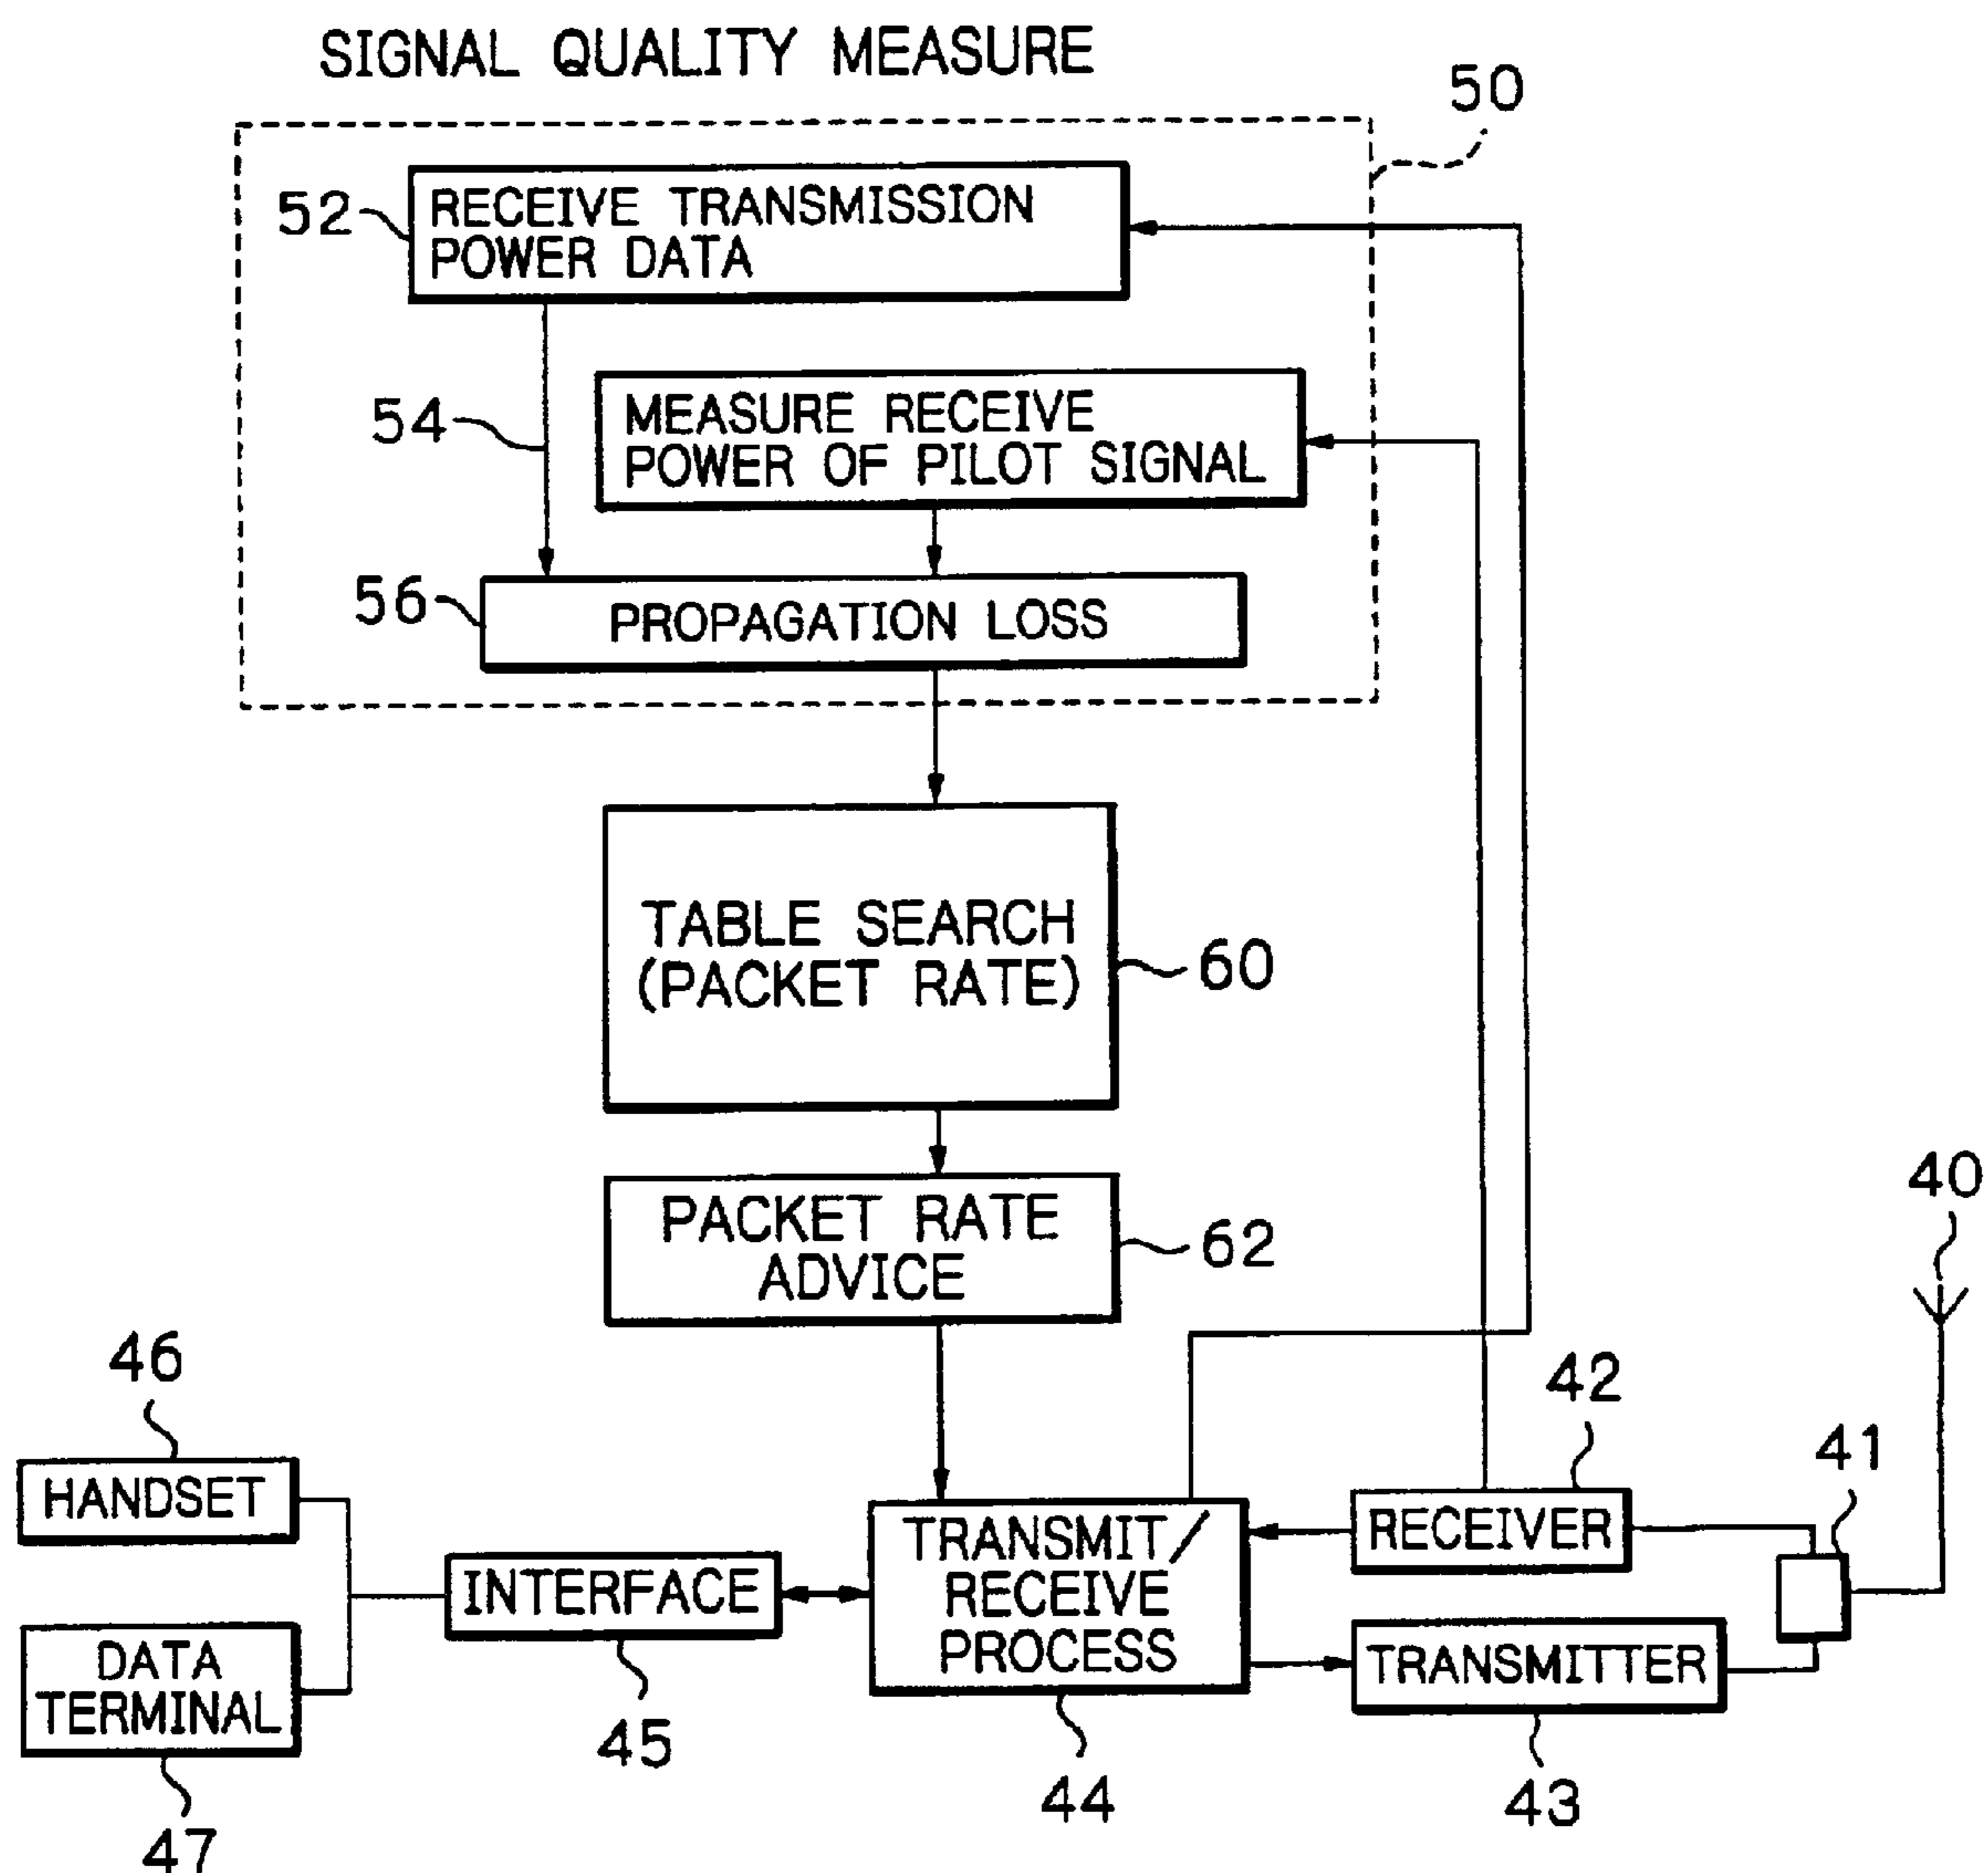 SIGNAL QUALITY MEASURE
50
52
RECEIVE TRANSMISSION
POWER DATA
54
MEASURE RECEIVE
POWER OF PILOT SIGNAL
56
PROPAGATION LOSS
TABLE SEARCH
(PACKET RATE)
60
PACKET RATE
ADVICE
62
40
46
42
41
HANDSET
TRANSMIT/
RECEIVE
PROCESS
RECEIVER
INTERFACE
DATA
TERMINAL
TRANSMITTER
45
44
43
47